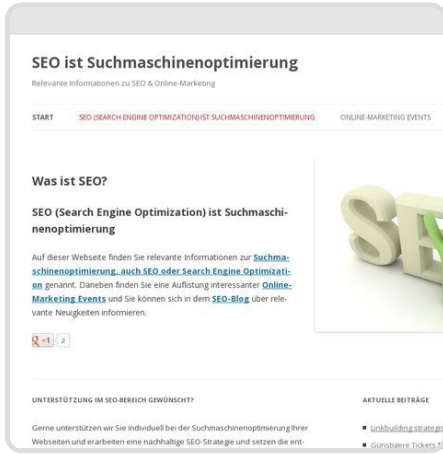 SEO ist Suchmaschinenoptimierung
Relevante Informationen zu SEO & Online-Marketing
START SEO (SEARCH ENGINE OPTIMIZATION) IST SUCHMASCHINENOPTIMIERUNG ONLINE-MARKETING EVENTS
Was ist SEO?
SEO (Search Engine Optimization) ist Suchmaschi-
nenoptimierung
Auf dieser Webseite finden Sie relevante Informationen zur Suchma-
schinenoptimierung, auch SEO oder Search Engine Optimizati-
on genannt. Daneben finden Sie eine Auflistung interessanter Online-
Marketing Events und Sie können sich in dem SEO-Blog über rele-
vante Neuigkeiten informieren.
+1 2
SE
UNTERSTÜTZUNG IM SEO-BEREICH GEWÜNSCHT?
Gerne unterstützen wir Sie individuell bei der Suchmaschinenoptimierung Ihrer
Webseiten und erarbeiten eine nachhaltige SEO-Strategie und setzen die ent-
AKTUELLE BEITRÄGE
Linkbuilding strategis
Günstigere Tickets